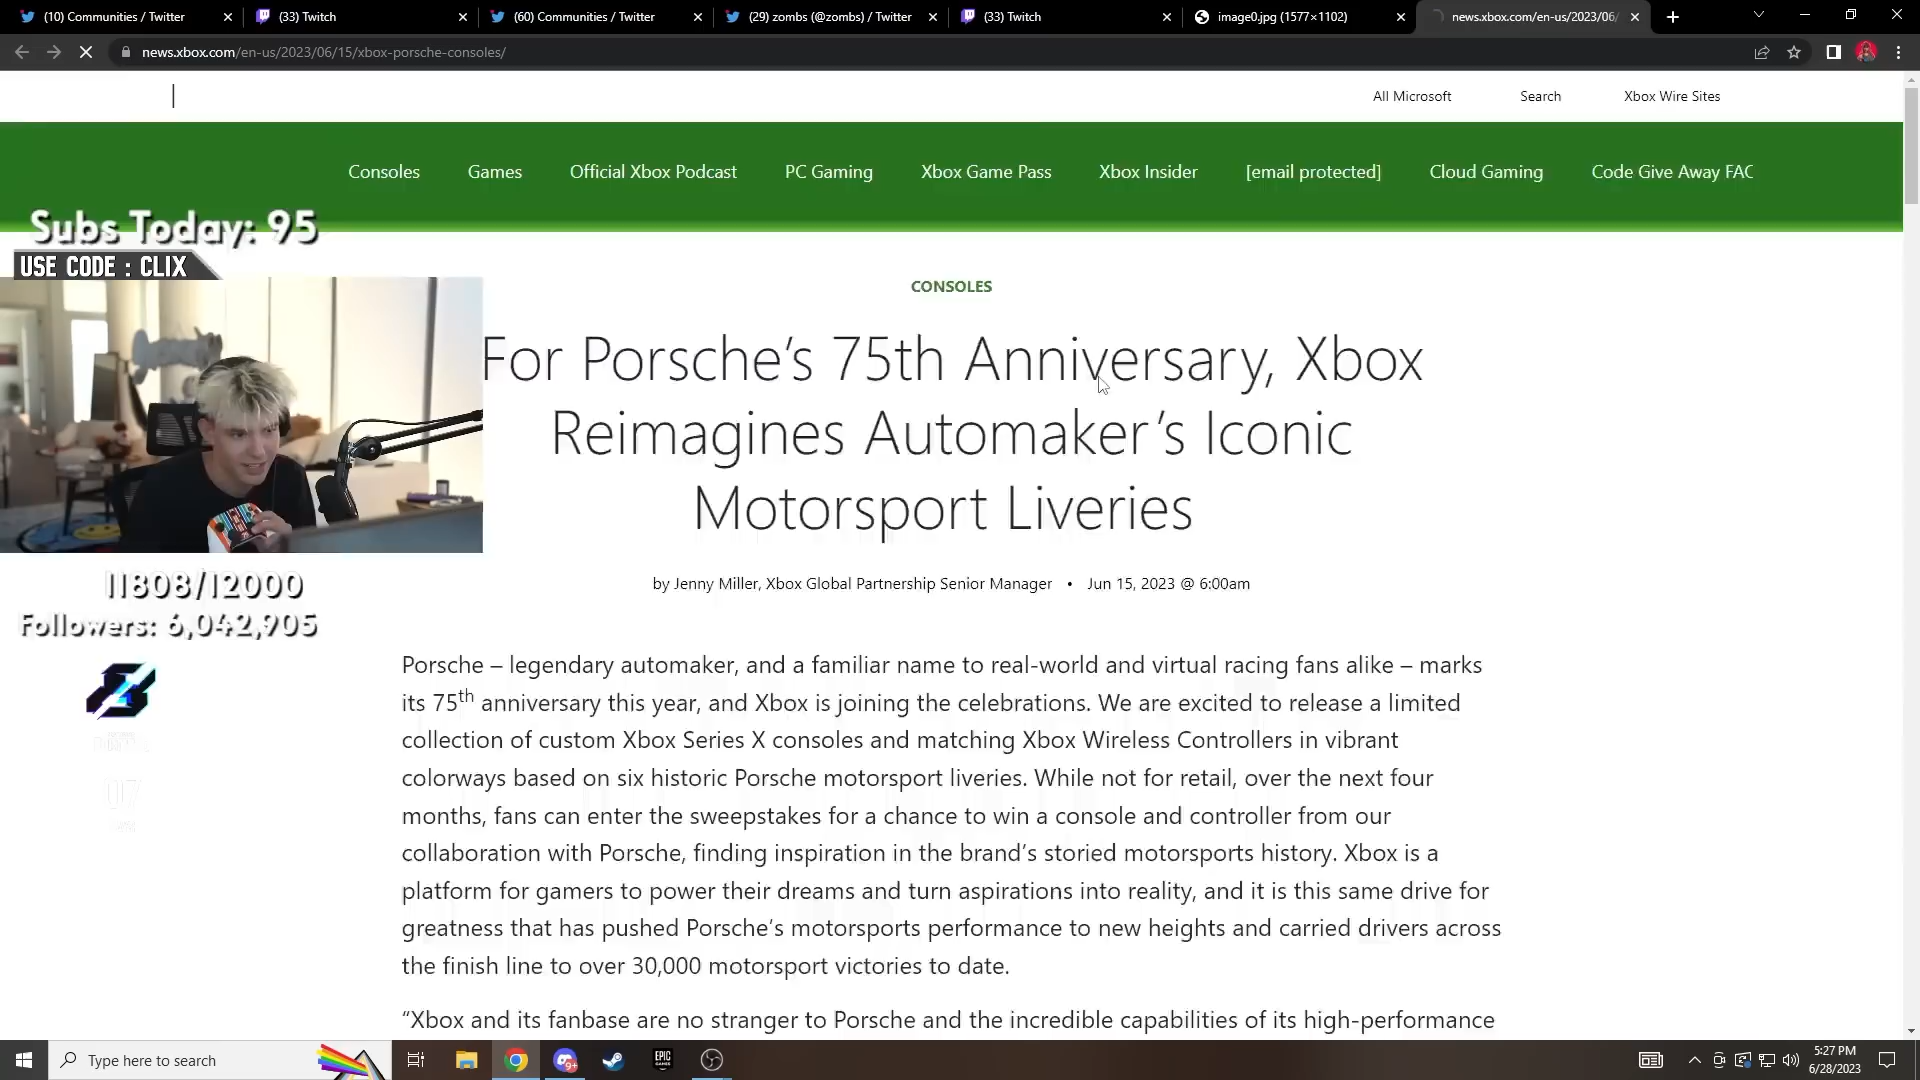 (10) Communities / Twitter
(33) Twitch
(60) Communities / Twitter
(29) zombs (@zombs) / Twitter
(33) Twitch
image0.jpg (1577×1102)
news.xbox.com/en-us/2023/06/
news.xbox.com/en-us/2023/06/15/xbox-porsche-consoles/
All Microsoft
Search
Xbox Wire Sites
Consoles
Games
Official Xbox Podcast
PC Gaming
Xbox Game Pass
Xbox Insider
[email protected]
Cloud Gaming
Code Give Away FAC
Subs Today: 95
USE CODE : CLIX
CONSOLES
For Porsche’s 75th Anniversary, Xbox
Reimagines Automaker’s Iconic
Motorsport Liveries
by Jenny Miller, Xbox Global Partnership Senior Manager • Jun 15, 2023 @ 6:00am
11808/12000
Followers: 6,042,905
Porsche – legendary automaker, and a familiar name to real-world and virtual racing fans alike – marks
its 75th anniversary this year, and Xbox is joining the celebrations. We are excited to release a limited
collection of custom Xbox Series X consoles and matching Xbox Wireless Controllers in vibrant
colorways based on six historic Porsche motorsport liveries. While not for retail, over the next four
months, fans can enter the sweepstakes for a chance to win a console and controller from our
collaboration with Porsche, finding inspiration in the brand’s storied motorsports history. Xbox is a
platform for gamers to power their dreams and turn aspirations into reality, and it is this same drive for
greatness that has pushed Porsche’s motorsports performance to new heights and carried drivers across
the finish line to over 30,000 motorsport victories to date.
“Xbox and its fanbase are no stranger to Porsche and the incredible capabilities of its high-performance
Type here to search
EPIC
GAMES
9+
5:27 PM
6/28/2023